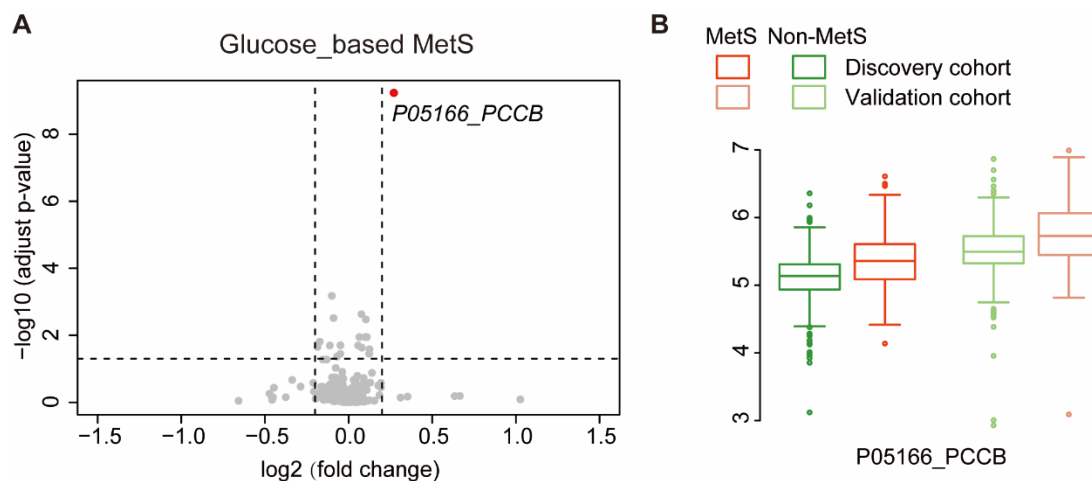 A
Glucose_based MetS
P05166_PCCB
−log10 (adjust p-value)
8
6
4
2
0
−1.5 −1.0 −0.5 0.0 0.5 1.0 1.5
log2 (fold change)
B
MetS Non-MetS
Discovery cohort
Validation cohort
7
6
5
4
3
P05166_PCCB